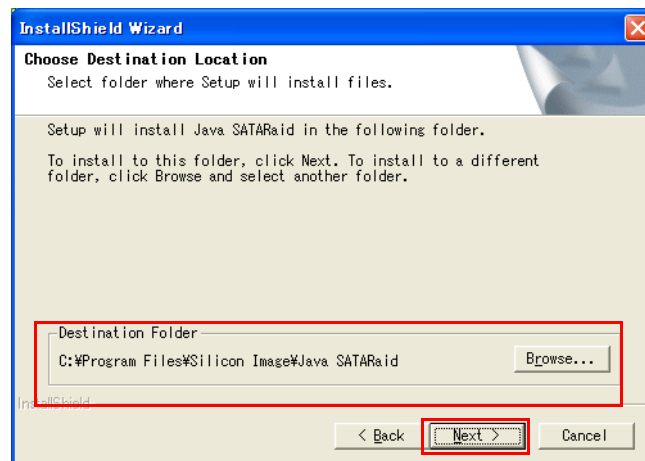 InstallShield Wizard
Choose Destination Location
Select folder where Setup will install files.
Setup will install Java SATARaid in the following folder.
To install to this folder, click Next. To install to a different
folder, click Browse and select another folder.
Destination Folder
C:¥Program Files¥Silicon Image¥Java SATARaid
Browse...
InstallShield
< Back
Next >
Cancel